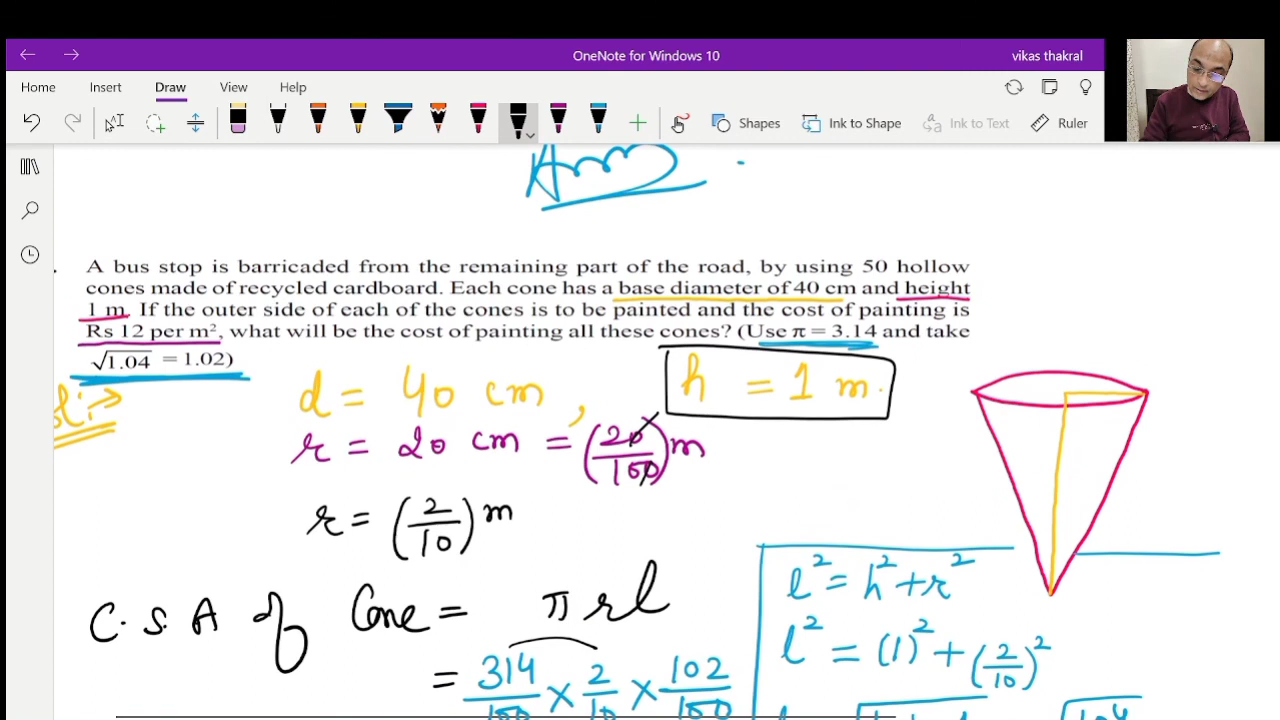 OneNote for Windows 10
vikas thakral
Home Insert Draw View Help
Shapes Ink to Shape Ink to Text Ruler
A bus stop is barricaded from the remaining part of the road, by using 50 hollow
cones made of recycled cardboard. Each cone has a base diameter of 40 cm and height
1 m. If the outer side of each of the cones is to be painted and the cost of painting is
Rs 12 per m², what will be the cost of painting all these cones? (Use π = 3.14 and take
√1.04 = 1.02)
d = 40 cm , h = 1 m.
r = 20 cm = (20/100) m
r = (2/10) m
C.S.A of Cone = πrl
= 314/100 × 2/10 × 102/100
l² = h² + r²
l² = (1)² + (2/10)²